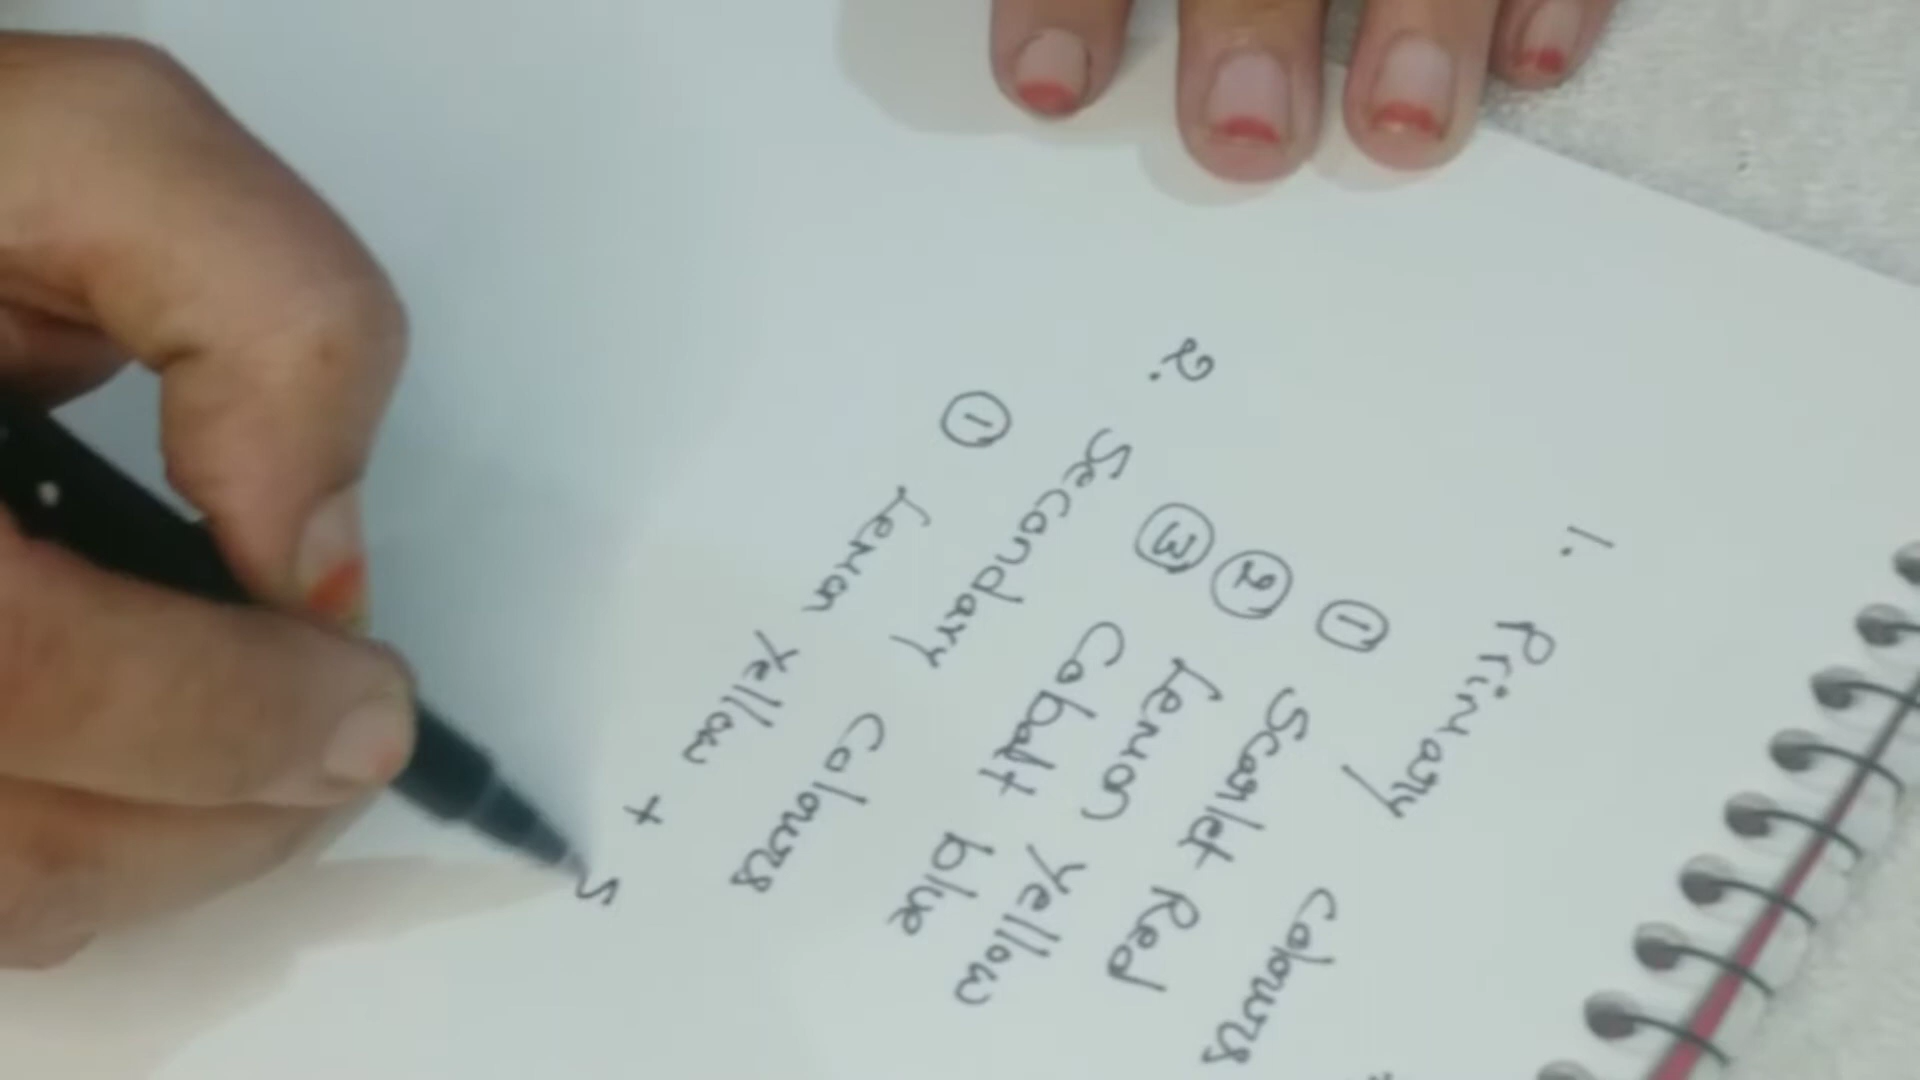 1. Primary colours
① Scarlet Red
② Lemon yellow
③ Cobalt blue
2. Secondary colours
① Lemon yellow + S